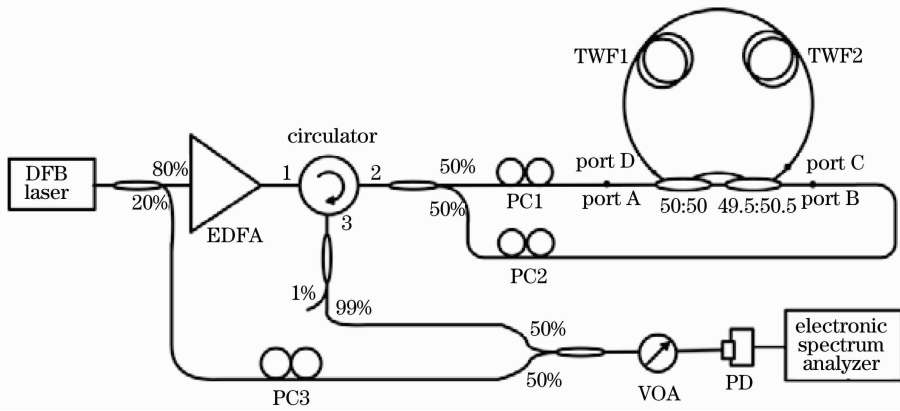 TWF1
TWF2
circulator
DFB
laser
80%
20%
EDFA
1
2
3
50%
50%
PC1
PC2
port D
port A
port C
port B
50:50
49.5:50.5
1%
99%
PC3
50%
50%
VOA
PD
electronic
spectrum
analyzer